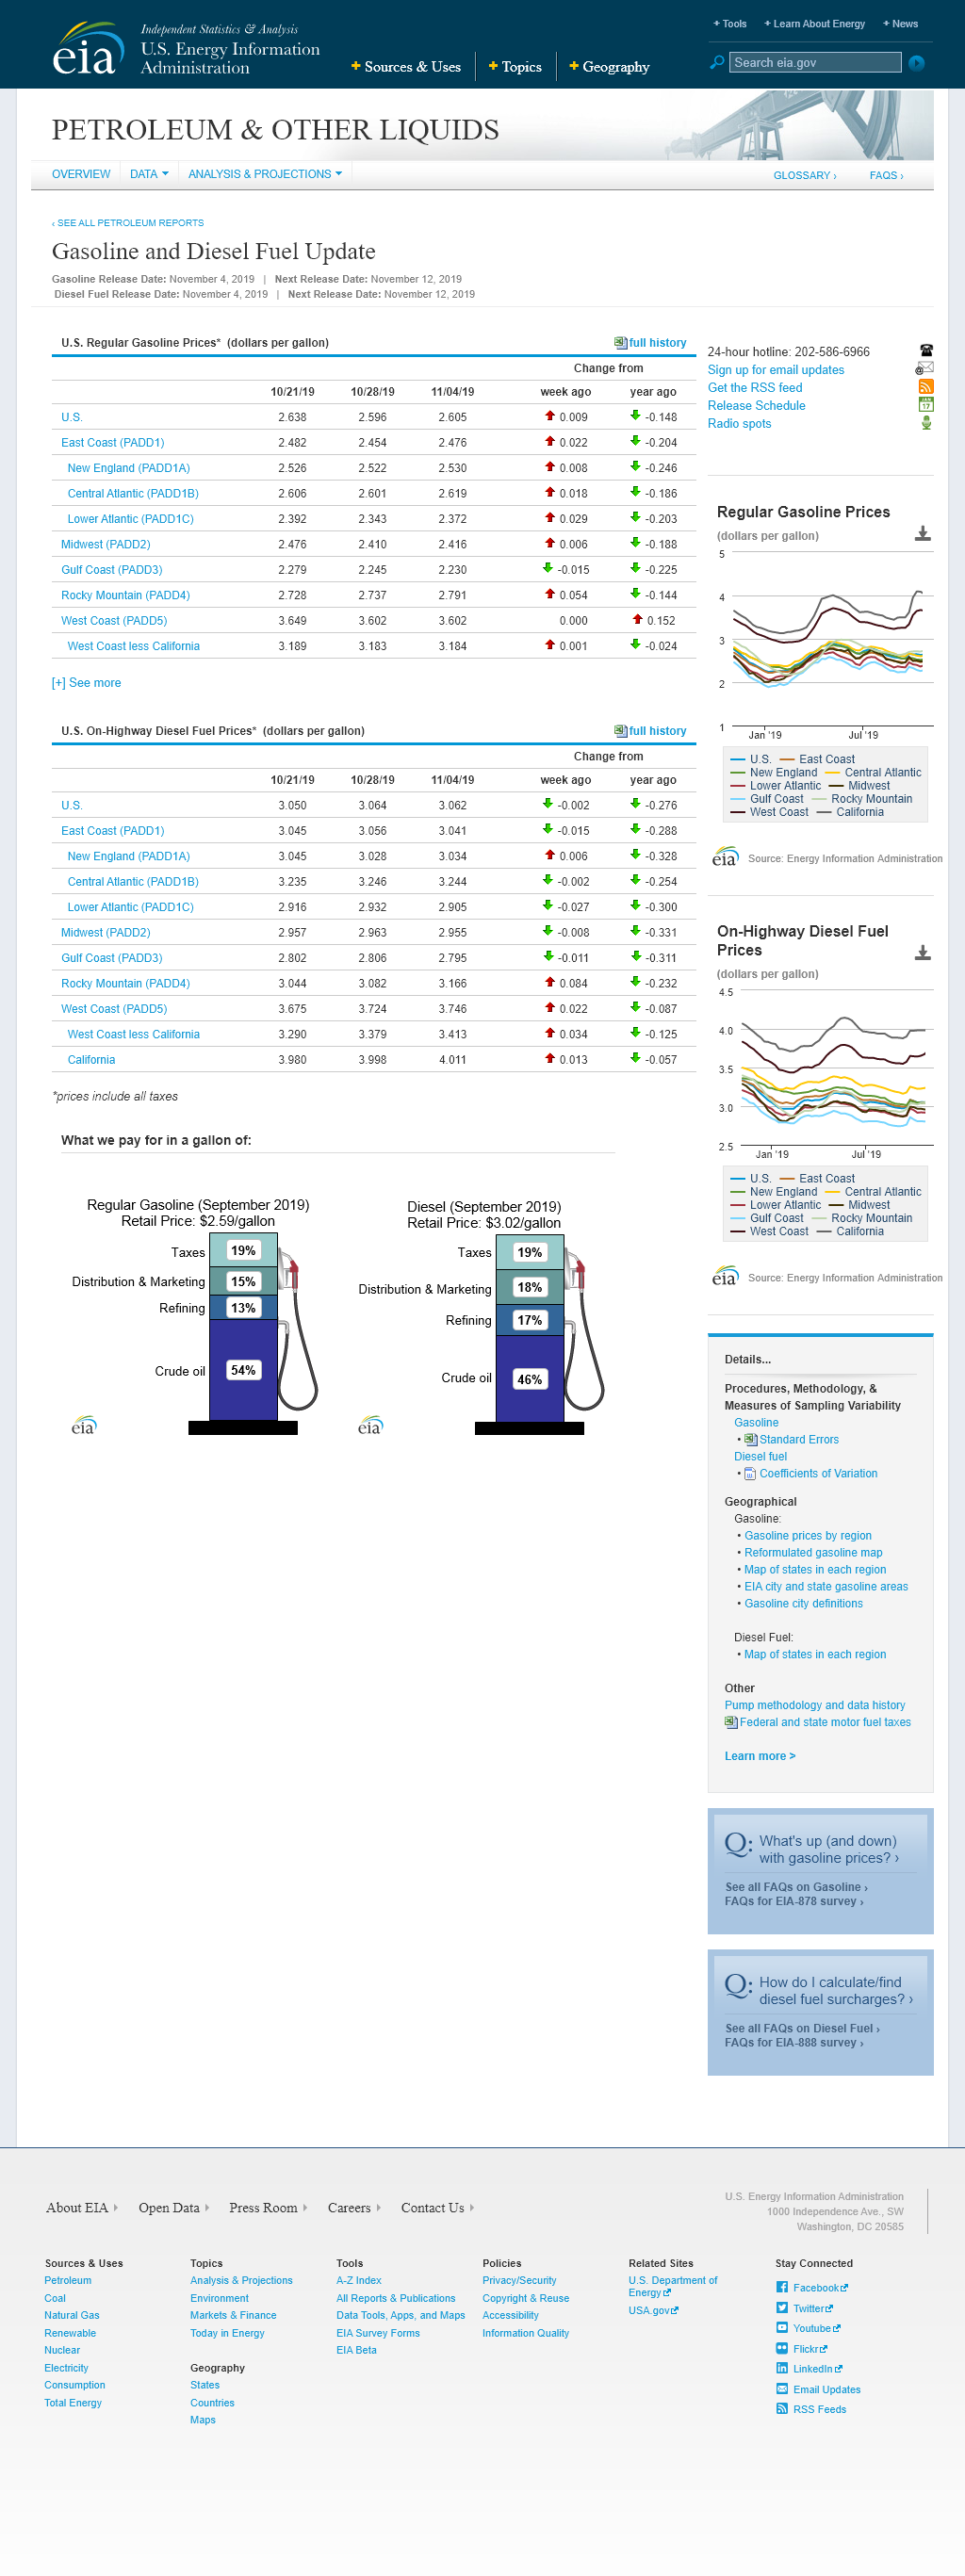 Independent Statistics & Analysis
U.S. Energy Information
Administration
eia
+ Tools + Learn About Energy + News
+ Sources & Uses + Topics + Geography
Search eia.gov
PETROLEUM & OTHER LIQUIDS
OVERVIEW DATA ANALYSIS & PROJECTIONS GLOSSARY › FAQS ›
‹ SEE ALL PETROLEUM REPORTS
Gasoline and Diesel Fuel Update
Gasoline Release Date: November 4, 2019 | Next Release Date: November 12, 2019
Diesel Fuel Release Date: November 4, 2019 | Next Release Date: November 12, 2019
U.S. Regular Gasoline Prices* (dollars per gallon) full history
Change from
10/21/19 10/28/19 11/04/19 week ago year ago
U.S. 2.638 2.596 2.605 0.009 -0.148
East Coast (PADD1) 2.482 2.454 2.476 0.022 -0.204
New England (PADD1A) 2.526 2.522 2.530 0.008 -0.246
Central Atlantic (PADD1B) 2.606 2.601 2.619 0.018 -0.186
Lower Atlantic (PADD1C) 2.392 2.343 2.372 0.029 -0.203
Midwest (PADD2) 2.476 2.410 2.416 0.006 -0.188
Gulf Coast (PADD3) 2.279 2.245 2.230 -0.015 -0.225
Rocky Mountain (PADD4) 2.728 2.737 2.791 0.054 -0.144
West Coast (PADD5) 3.649 3.602 3.602 0.000 0.152
West Coast less California 3.189 3.183 3.184 0.001 -0.024
[+] See more
U.S. On-Highway Diesel Fuel Prices* (dollars per gallon) full history
Change from
10/21/19 10/28/19 11/04/19 week ago year ago
U.S. 3.050 3.064 3.062 -0.002 -0.276
East Coast (PADD1) 3.045 3.056 3.041 -0.015 -0.288
New England (PADD1A) 3.045 3.028 3.034 0.006 -0.328
Central Atlantic (PADD1B) 3.235 3.246 3.244 -0.002 -0.254
Lower Atlantic (PADD1C) 2.916 2.932 2.905 -0.027 -0.300
Midwest (PADD2) 2.957 2.963 2.955 -0.008 -0.331
Gulf Coast (PADD3) 2.802 2.806 2.795 -0.011 -0.311
Rocky Mountain (PADD4) 3.044 3.082 3.166 0.084 -0.232
West Coast (PADD5) 3.675 3.724 3.746 0.022 -0.087
West Coast less California 3.290 3.379 3.413 0.034 -0.125
California 3.980 3.998 4.011 0.013 -0.057
*prices include all taxes
What we pay for in a gallon of:
Regular Gasoline (September 2019)
Retail Price: $2.59/gallon
Taxes 19%
Distribution & Marketing 15%
Refining 13%
Crude oil 54%
eia
Diesel (September 2019)
Retail Price: $3.02/gallon
Taxes 19%
Distribution & Marketing 18%
Refining 17%
Crude oil 46%
eia
24-hour hotline: 202-586-6966
Sign up for email updates
Get the RSS feed
Release Schedule
Radio spots
Regular Gasoline Prices
(dollars per gallon)
5
4
3
2
1
Jan '19 Jul '19
U.S. East Coast
New England Central Atlantic
Lower Atlantic Midwest
Gulf Coast Rocky Mountain
West Coast California
eia Source: Energy Information Administration
On-Highway Diesel Fuel
Prices
(dollars per gallon)
4.5
4.0
3.5
3.0
2.5
Jan '19 Jul '19
U.S. East Coast
New England Central Atlantic
Lower Atlantic Midwest
Gulf Coast Rocky Mountain
West Coast California
eia Source: Energy Information Administration
Details...
Procedures, Methodology, &
Measures of Sampling Variability
Gasoline
• Standard Errors
Diesel fuel
• Coefficients of Variation
Geographical
Gasoline:
• Gasoline prices by region
• Reformulated gasoline map
• Map of states in each region
• EIA city and state gasoline areas
• Gasoline city definitions
Diesel Fuel:
• Map of states in each region
Other
Pump methodology and data history
Federal and state motor fuel taxes
Learn more >
Q: What's up (and down)
with gasoline prices? ›
See all FAQs on Gasoline ›
FAQs for EIA-878 survey ›
Q: How do I calculate/find
diesel fuel surcharges? ›
See all FAQs on Diesel Fuel ›
FAQs for EIA-888 survey ›
About EIA Open Data Press Room Careers Contact Us
U.S. Energy Information Administration
1000 Independence Ave., SW
Washington, DC 20585
Sources & Uses
Petroleum
Coal
Natural Gas
Renewable
Nuclear
Electricity
Consumption
Total Energy
Topics
Analysis & Projections
Environment
Markets & Finance
Today in Energy
Geography
States
Countries
Maps
Tools
A-Z Index
All Reports & Publications
Data Tools, Apps, and Maps
EIA Survey Forms
EIA Beta
Policies
Privacy/Security
Copyright & Reuse
Accessibility
Information Quality
Related Sites
U.S. Department of
Energy
USA.gov
Stay Connected
Facebook
Twitter
Youtube
Flickr
LinkedIn
Email Updates
RSS Feeds